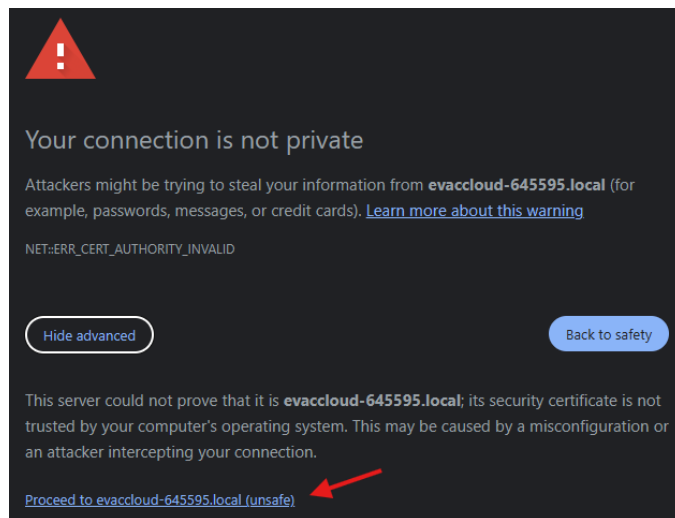 Your connection is not private
Attackers might be trying to steal your information from evaccloud-645595.local (for
example, passwords, messages, or credit cards). Learn more about this warning
NET::ERR_CERT_AUTHORITY_INVALID
Hide advanced
Back to safety
This server could not prove that it is evaccloud-645595.local; its security certificate is not
trusted by your computer's operating system. This may be caused by a misconfiguration or
an attacker intercepting your connection.
Proceed to evaccloud-645595.local (unsafe)